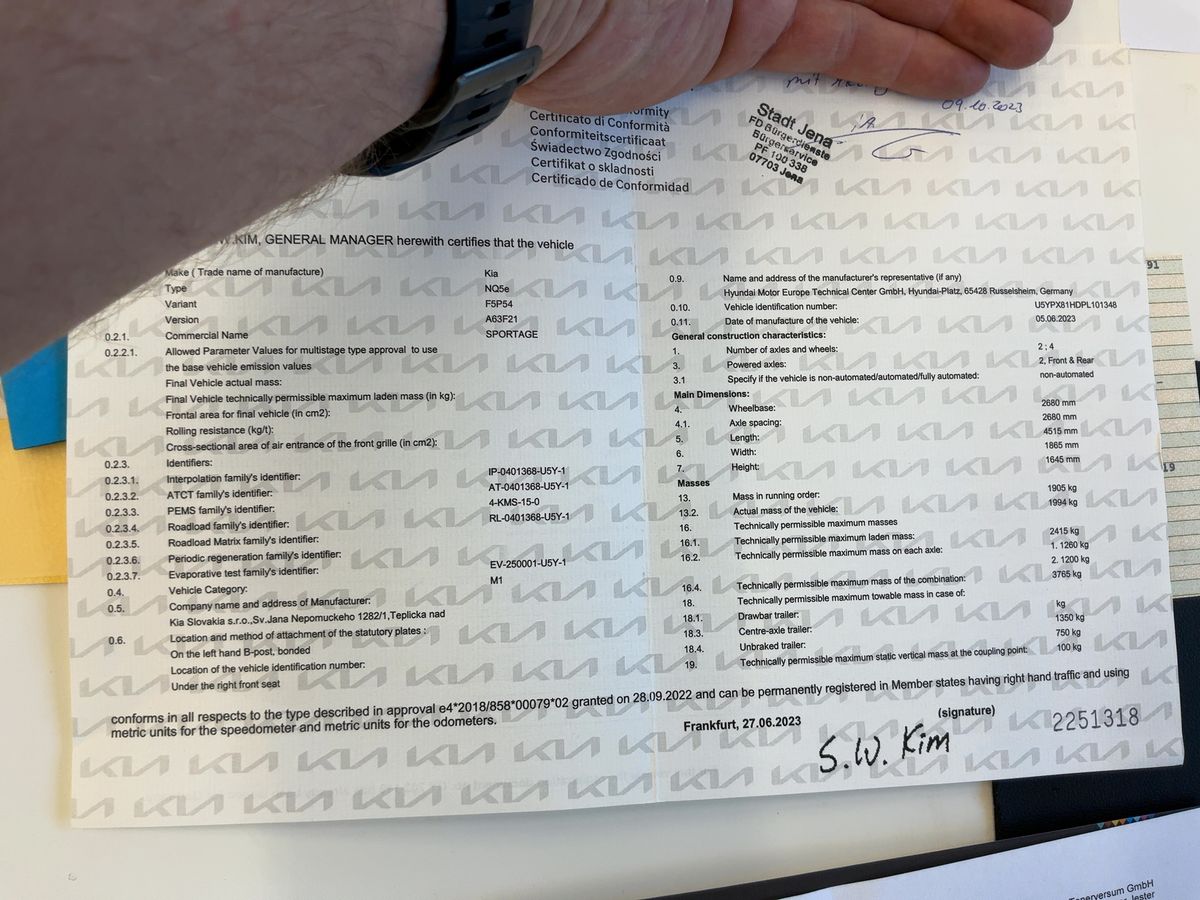 ormity
Certificato di Conformità
Conformiteitscertificaat
Świadectwo Zgodności
Certifikat o skladnosti
Certificado de Conformidad
mit
09.10.2023
Stadt Jena
FD Bürgerdienste
Bürgerservice
PF 100 338
07703 Jena
iA
W.KIM, GENERAL MANAGER herewith certifies that the vehicle
Make ( Trade name of manufacture) Kia
Type NQ5e
Variant F5P54
Version A63F21
0.2.1. Commercial Name SPORTAGE
0.2.2.1. Allowed Parameter Values for multistage type approval to use
the base vehicle emission values
Final Vehicle actual mass:
Final Vehicle technically permissible maximum laden mass (in kg):
Frontal area for final vehicle (in cm2):
Rolling resistance (kg/t):
Cross-sectional area of air entrance of the front grille (in cm2):
0.2.3. Identifiers:
0.2.3.1. Interpolation family's identifier: IP-0401368-U5Y-1
0.2.3.2. ATCT family's identifier: AT-0401368-U5Y-1
0.2.3.3. PEMS family's identifier: 4-KMS-15-0
0.2.3.4. Roadload family's identifier: RL-0401368-U5Y-1
0.2.3.5. Roadload Matrix family's identifier:
0.2.3.6. Periodic regeneration family's identifier:
0.2.3.7. Evaporative test family's identifier: EV-250001-U5Y-1
0.4. Vehicle Category: M1
0.5. Company name and address of Manufacturer:
Kia Slovakia s.r.o.,Sv.Jana Nepomuckeho 1282/1,Teplicka nad
0.6. Location and method of attachment of the statutory plates :
On the left hand B-post, bonded
Location of the vehicle identification number:
Under the right front seat
0.9. Name and address of the manufacturer's representative (if any)
Hyundai Motor Europe Technical Center GmbH, Hyundai-Platz, 65428 Russelsheim, Germany
0.10. Vehicle identification number: U5YPX81HDPL101348
0.11. Date of manufacture of the vehicle: 05.06.2023
General construction characteristics:
1. Number of axles and wheels: 2 : 4
3. Powered axles: 2, Front & Rear
3.1 Specify if the vehicle is non-automated/automated/fully automated: non-automated
Main Dimensions:
4. Wheelbase: 2680 mm
4.1. Axle spacing: 2680 mm
5. Length: 4515 mm
6. Width: 1865 mm
7. Height: 1645 mm
Masses
13. Mass in running order: 1905 kg
13.2. Actual mass of the vehicle: 1994 kg
16. Technically permissible maximum masses
16.1. Technically permissible maximum laden mass: 2415 kg
16.2. Technically permissible maximum mass on each axle: 1. 1260 kg
2. 1200 kg
16.4. Technically permissible maximum mass of the combination: 3765 kg
18. Technically permissible maximum towable mass in case of:
18.1. Drawbar trailer: kg
18.3. Centre-axle trailer: 1350 kg
18.4. Unbraked trailer: 750 kg
19. Technically permissible maximum static vertical mass at the coupling point: 100 kg
conforms in all respects to the type described in approval e4*2018/858*00079*02 granted on 28.09.2022 and can be permanently registered in Member states having right hand traffic and using
metric units for the speedometer and metric units for the odometers.
Frankfurt, 27.06.2023
(signature)
S.W. Kim
2251318
91
19
GmbH